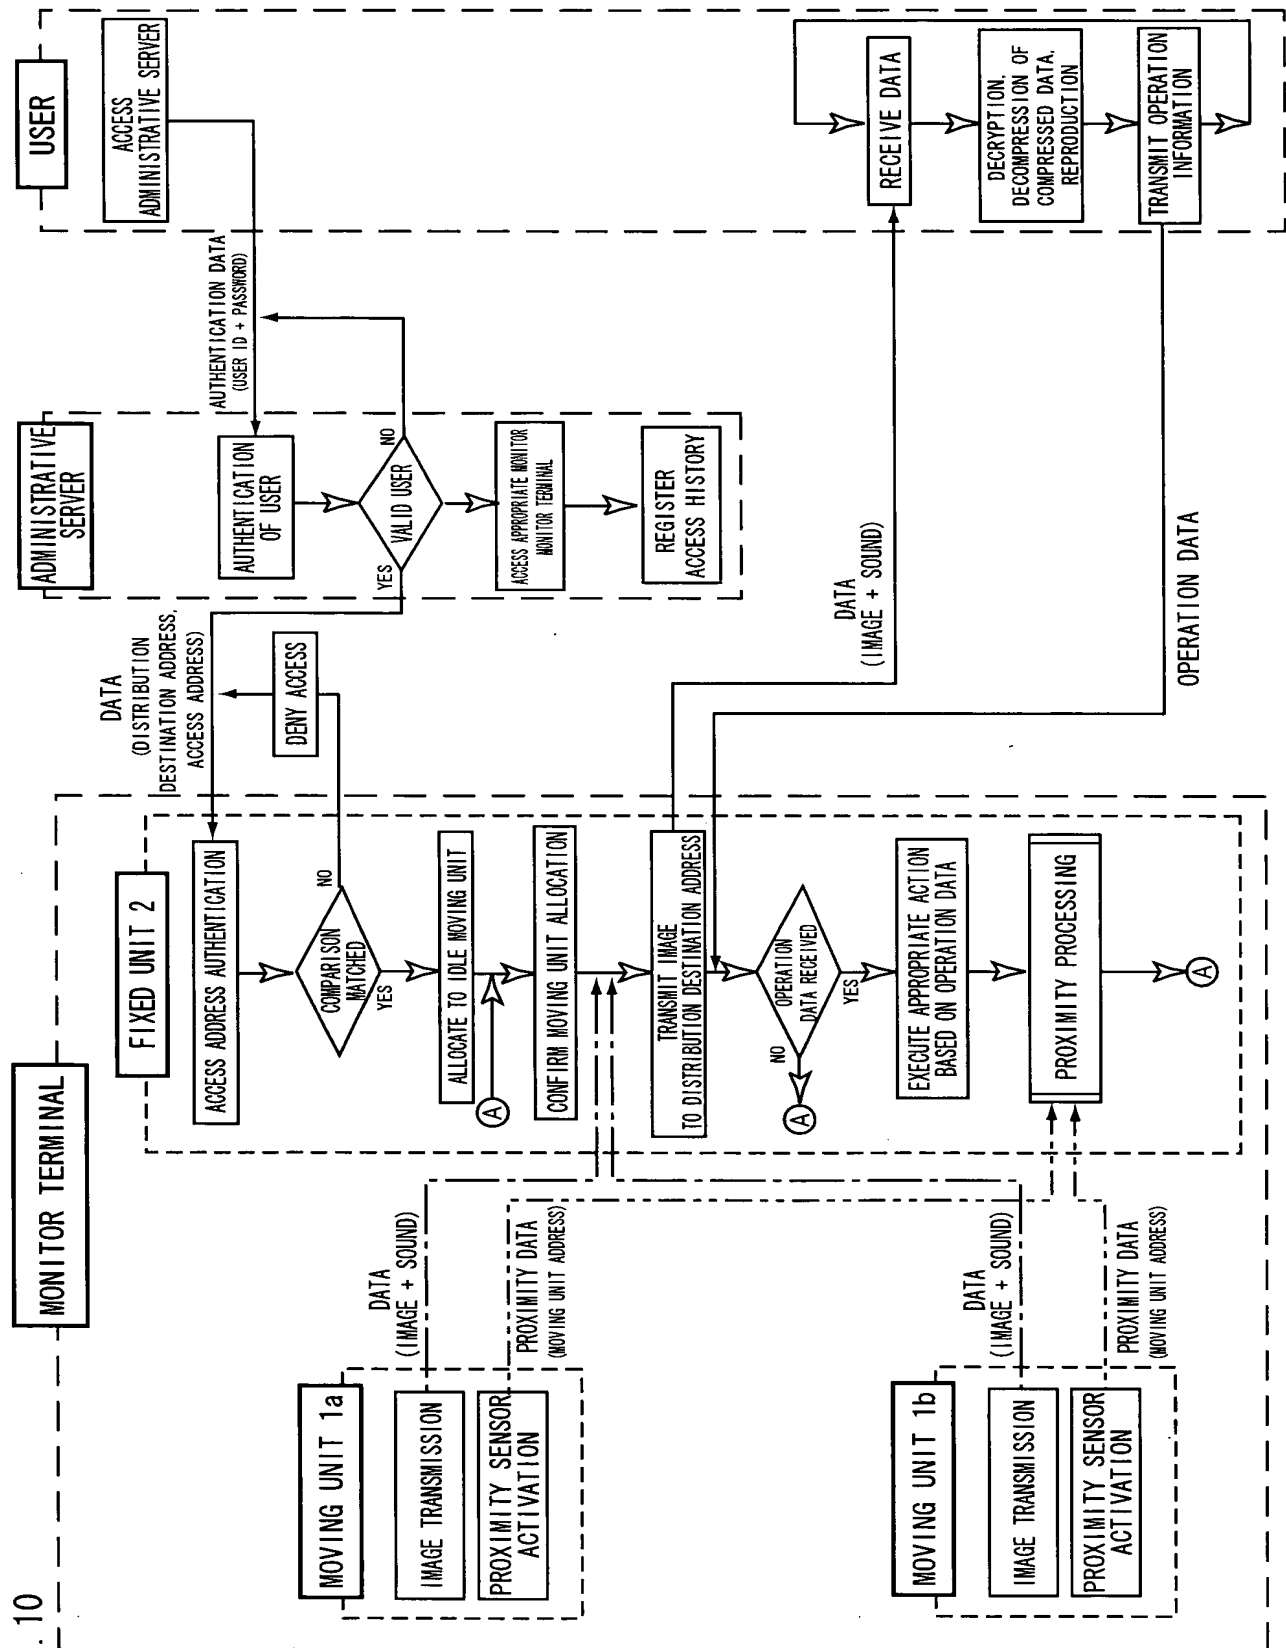 . 10
MONITOR TERMINAL
MOVING UNIT 1a
IMAGE TRANSMISSION
PROXIMITY SENSOR
ACTIVATION
DATA
(IMAGE + SOUND)
PROXIMITY DATA
(MOVING UNIT ADDRESS)
MOVING UNIT 1b
IMAGE TRANSMISSION
PROXIMITY SENSOR
ACTIVATION
DATA
(IMAGE + SOUND)
PROXIMITY DATA
(MOVING UNIT ADDRESS)
FIXED UNIT 2
ACCESS ADDRESS AUTHENTICATION
COMPARISON
MATCHED
NO
YES
ALLOCATE TO IDLE MOVING UNIT
A
CONFIRM MOVING UNIT ALLOCATION
TRANSMIT IMAGE
TO DISTRIBUTION DESTINATION ADDRESS
OPERATION
DATA RECEIVED
NO
A
YES
EXECUTE APPROPRIATE ACTION
BASED ON OPERATION DATA
PROXIMITY PROCESSING
A
DATA
(DISTRIBUTION
DESTINATION ADDRESS,
ACCESS ADDRESS)
DENY ACCESS
DATA
(IMAGE + SOUND)
OPERATION DATA
ADMINISTRATIVE
SERVER
AUTHENTICATION
OF USER
VALID USER
YES
NO
ACCESS APPROPRIATE MONITOR
MONITOR TERMINAL
REGISTER
ACCESS HISTORY
AUTHENTICATION DATA
(USER ID + PASSWORD)
USER
ACCESS
ADMINISTRATIVE SERVER
RECEIVE DATA
DECRYPTION,
DECOMPRESSION OF
COMPRESSED DATA,
REPRODUCTION
TRANSMIT OPERATION
INFORMATION